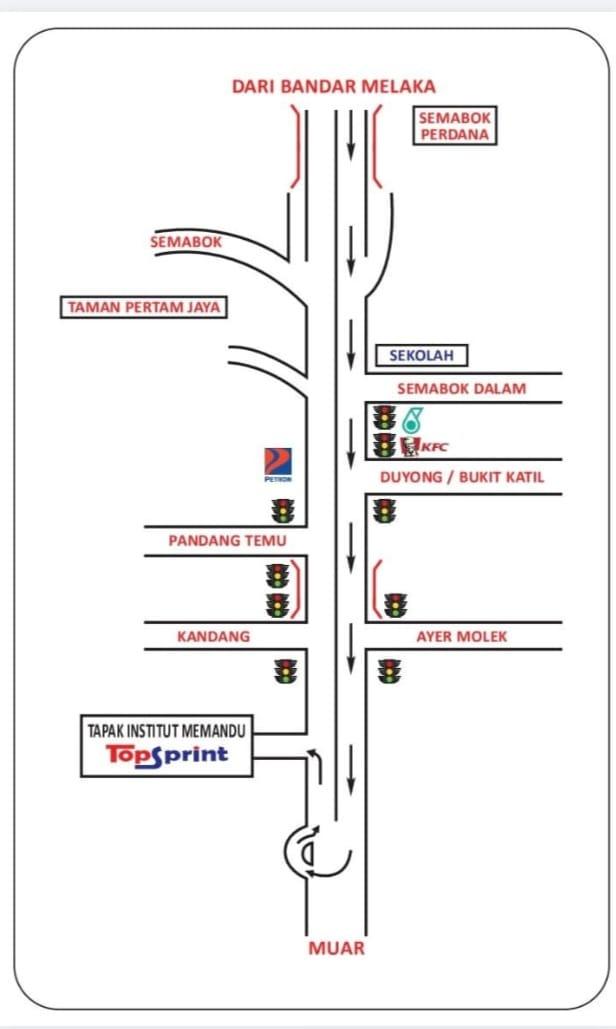 DARI BANDAR MELAKA
SEMABOK
PERDANA
SEMABOK
TAMAN PERTAM JAYA
SEKOLAH
SEMABOK DALAM
KFC
PETRON
DUYONG / BUKIT KATIL
PANDANG TEMU
KANDANG
AYER MOLEK
TAPAK INSTITUT MEMANDU
TopSprint
MUAR